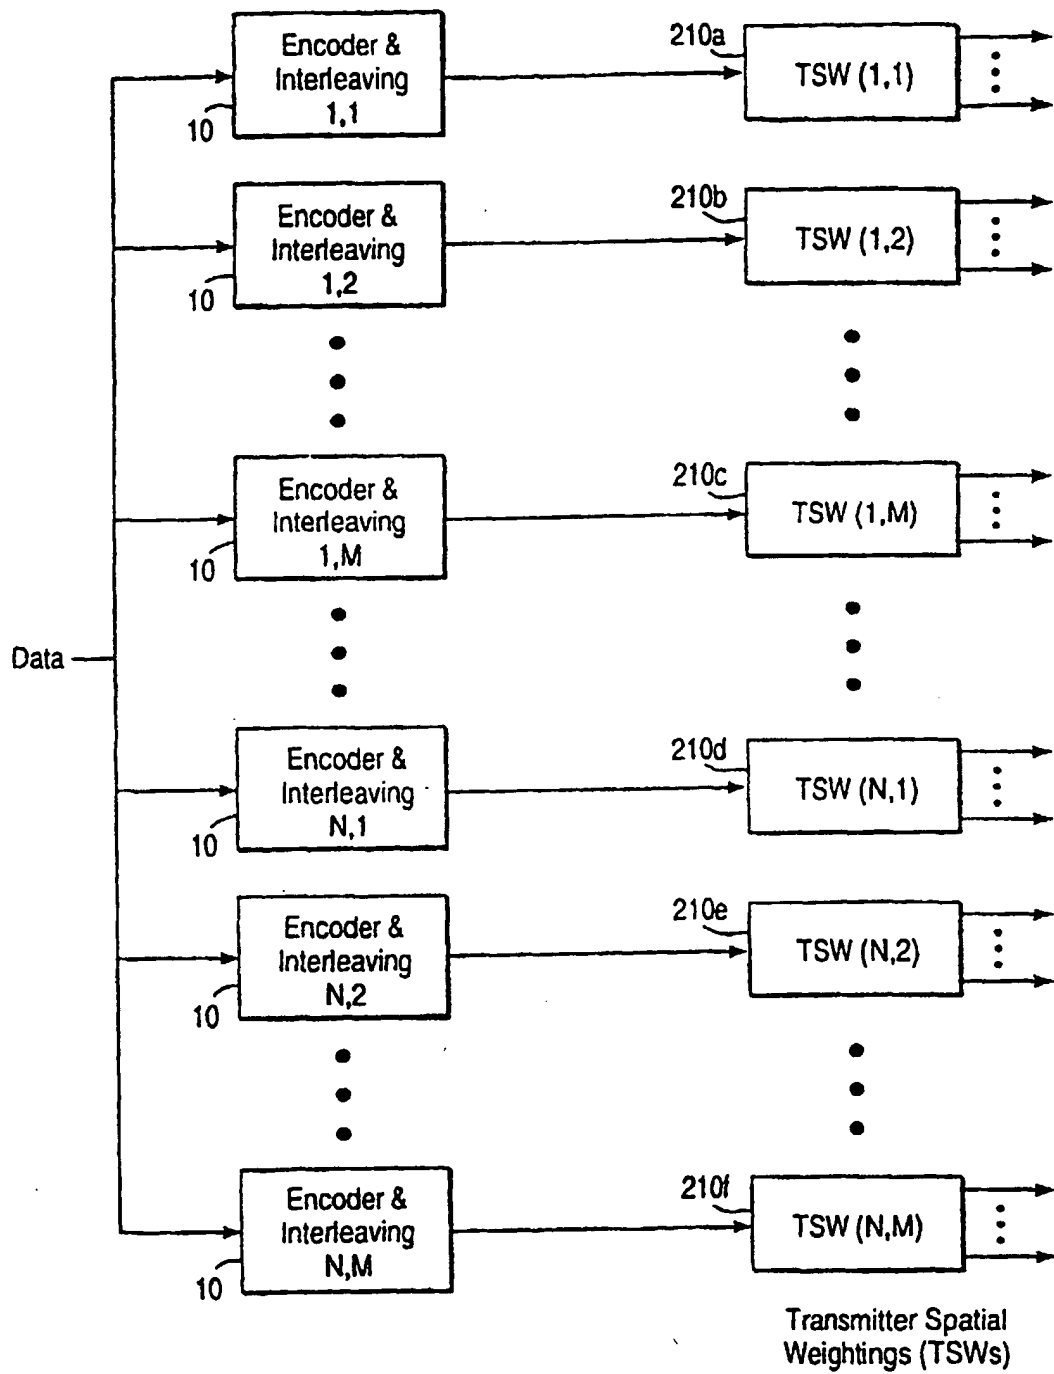 Encoder &
Interleaving
1,1
10
210a
TSW (1,1)
Encoder &
Interleaving
1,2
10
210b
TSW (1,2)
Encoder &
Interleaving
1,M
10
210c
TSW (1,M)
Data
Encoder &
Interleaving
N,1
10
210d
TSW (N,1)
Encoder &
Interleaving
N,2
10
210e
TSW (N,2)
Encoder &
Interleaving
N,M
10
210f
TSW (N,M)
Transmitter Spatial
Weightings (TSWs)